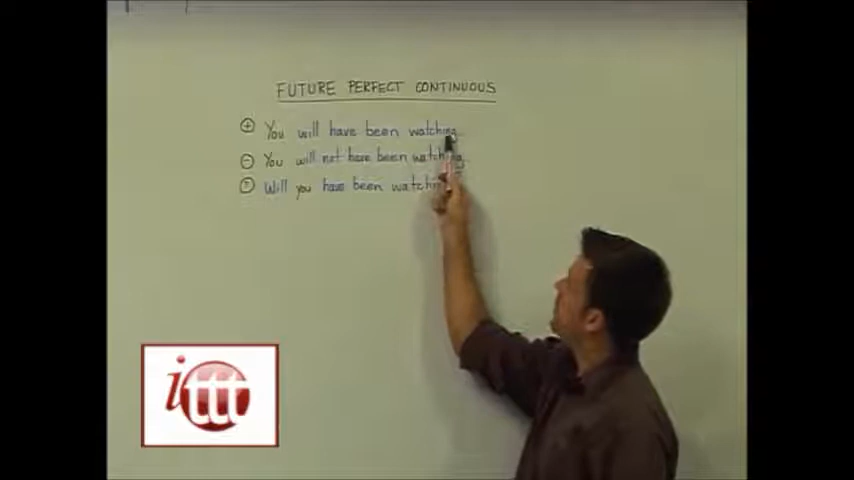 FUTURE PERFECT CONTINUOUS
+ You will have been watching.
- You will not have been watching.
? Will you have been watching
ittt